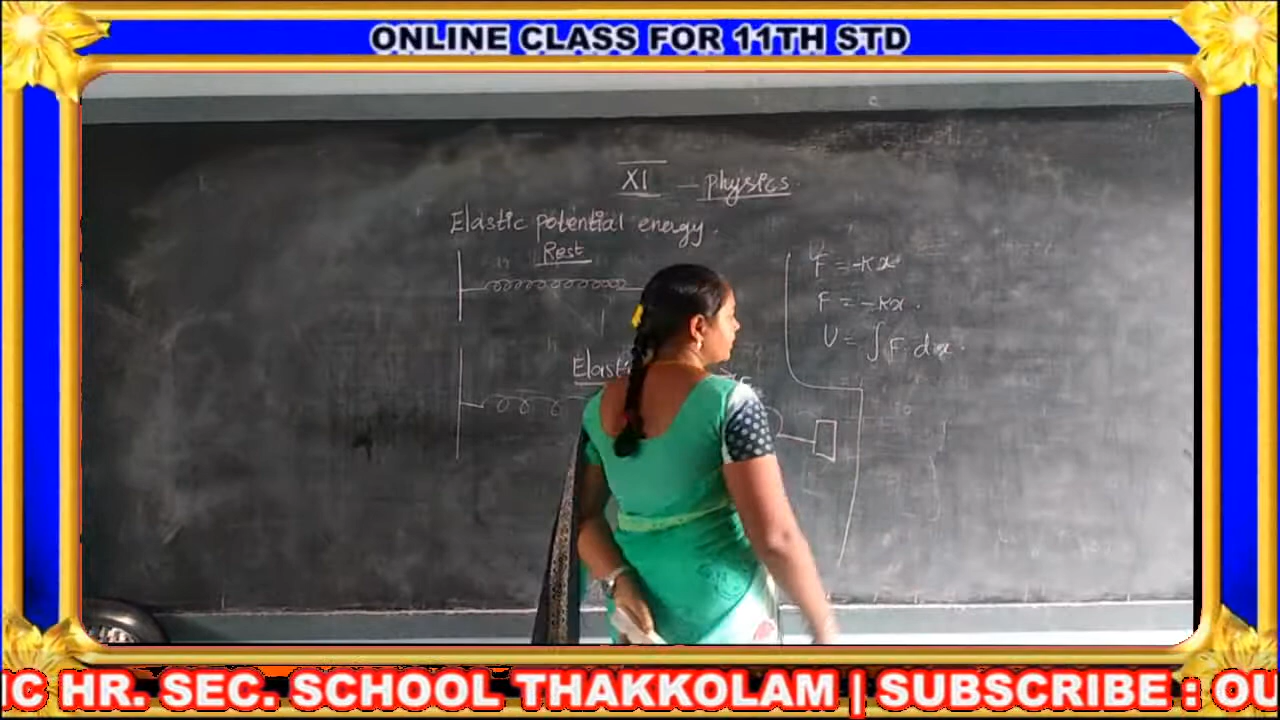 ONLINE CLASS FOR 11TH STD
XI - physics
Elastic potential energy.
Rest
F = -Kx
F = -Kx.
U = ∫ F. dx.
Elasti
C HR. SEC. SCHOOL THAKKOLAM | SUBSCRIBE : OU